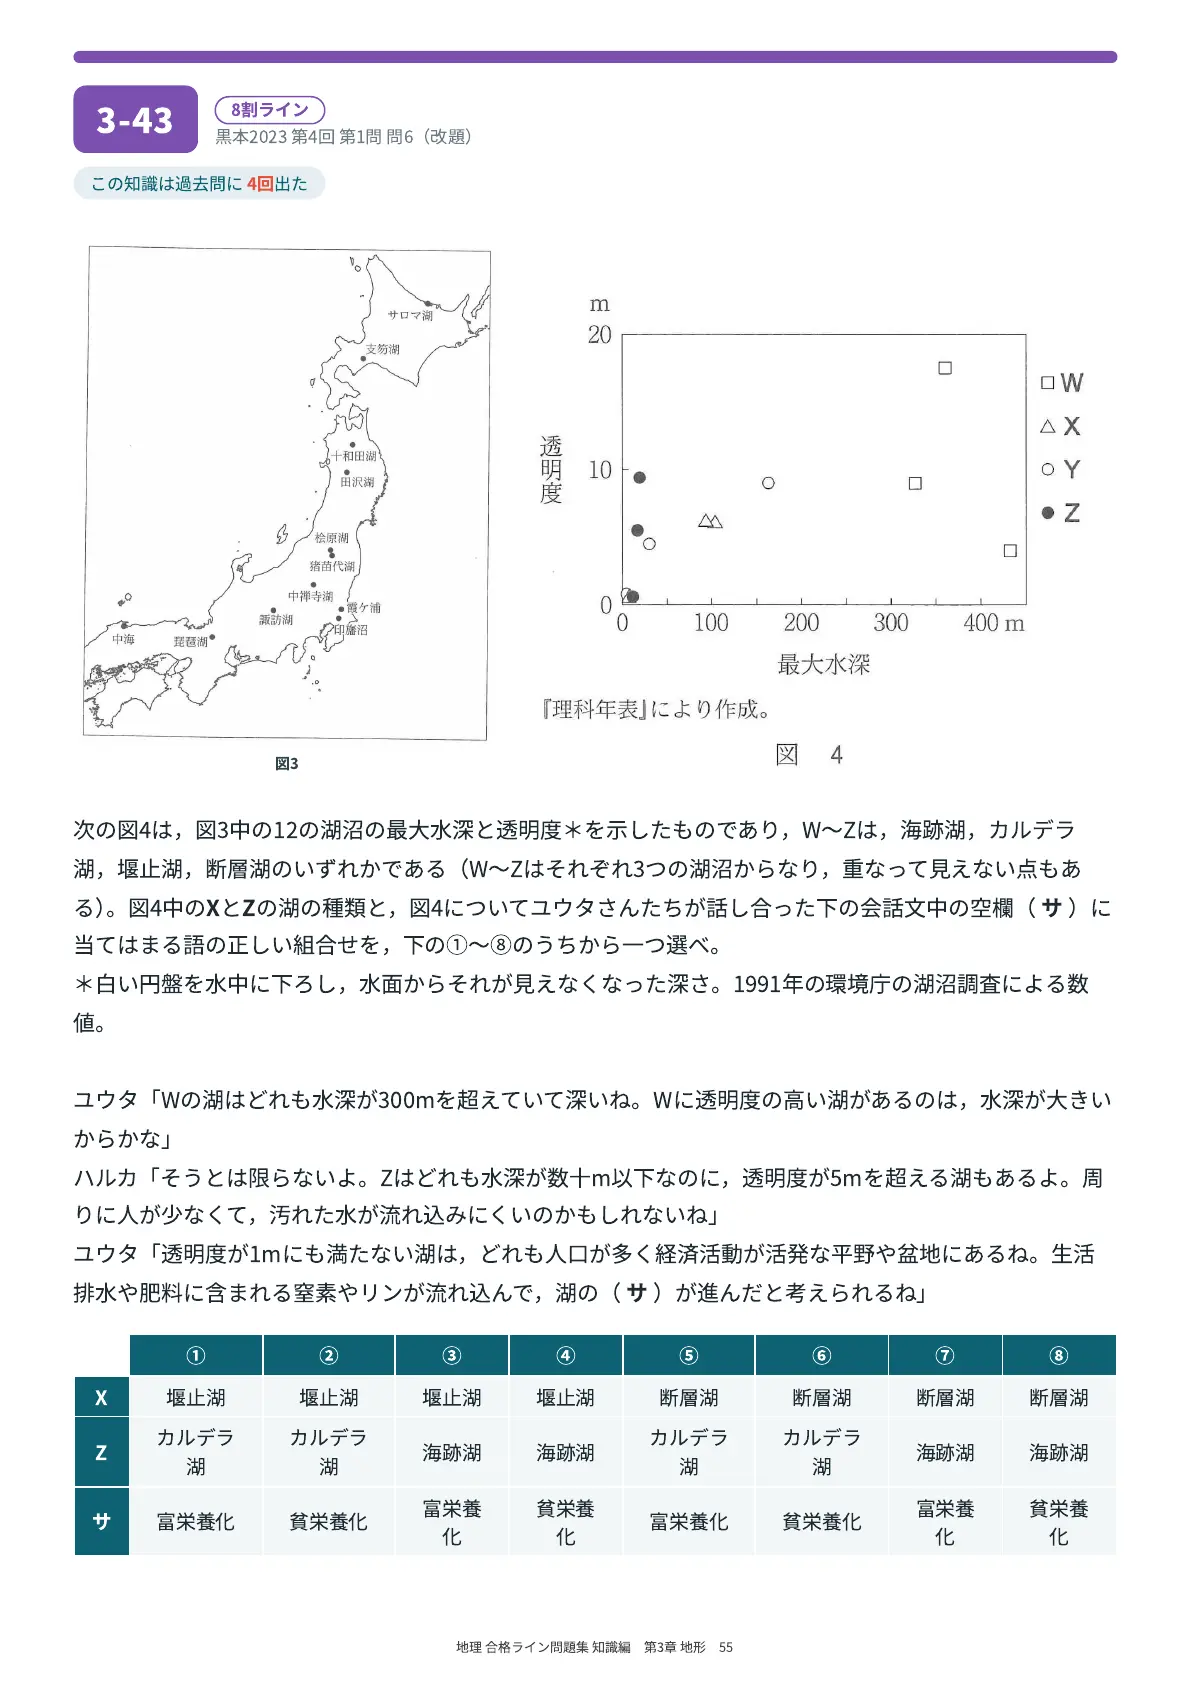 3-43
8割ライン
黒本2023 第4回 第1問 問6（改題）
この知識は過去問に 4回出た
サロマ湖
支笏湖
十和田湖
田沢湖
桧原湖
猪苗代湖
中禅寺湖
霞ケ浦
諏訪湖
印旛沼
中海
琵琶湖
図3
m
20
10
0
透明度
0 100 200 300 400 m
最大水深
W
X
Y
Z
『理科年表』により作成。
図 4
次の図4は，図3中の12の湖沼の最大水深と透明度＊を示したものであり，W～Zは，海跡湖，カルデラ
湖，堰止湖，断層湖のいずれかである（W～Zはそれぞれ3つの湖沼からなり，重なって見えない点もあ
る）。図4中のXとZの湖の種類と，図4についてユウタさんたちが話し合った下の会話文中の空欄（ サ ）に
当てはまる語の正しい組合せを，下の①～⑧のうちから一つ選べ。
＊白い円盤を水中に下ろし，水面からそれが見えなくなった深さ。1991年の環境庁の湖沼調査による数
値。
ユウタ「Wの湖はどれも水深が300mを超えていて深いね。Wに透明度の高い湖があるのは，水深が大きい
からかな」
ハルカ「そうとは限らないよ。Zはどれも水深が数十m以下なのに，透明度が5mを超える湖もあるよ。周
りに人が少なくて，汚れた水が流れ込みにくいのかもしれないね」
ユウタ「透明度が1mにも満たない湖は，どれも人口が多く経済活動が活発な平野や盆地にあるね。生活
排水や肥料に含まれる窒素やリンが流れ込んで，湖の（ サ ）が進んだと考えられるね」
① ② ③ ④ ⑤ ⑥ ⑦ ⑧
X 堰止湖 堰止湖 堰止湖 堰止湖 断層湖 断層湖 断層湖 断層湖
Z カルデラ湖 カルデラ湖 海跡湖 海跡湖 カルデラ湖 カルデラ湖 海跡湖 海跡湖
サ 富栄養化 貧栄養化 富栄養化 貧栄養化 富栄養化 貧栄養化 富栄養化 貧栄養化
地理 合格ライン問題集 知識編 第3章 地形 55